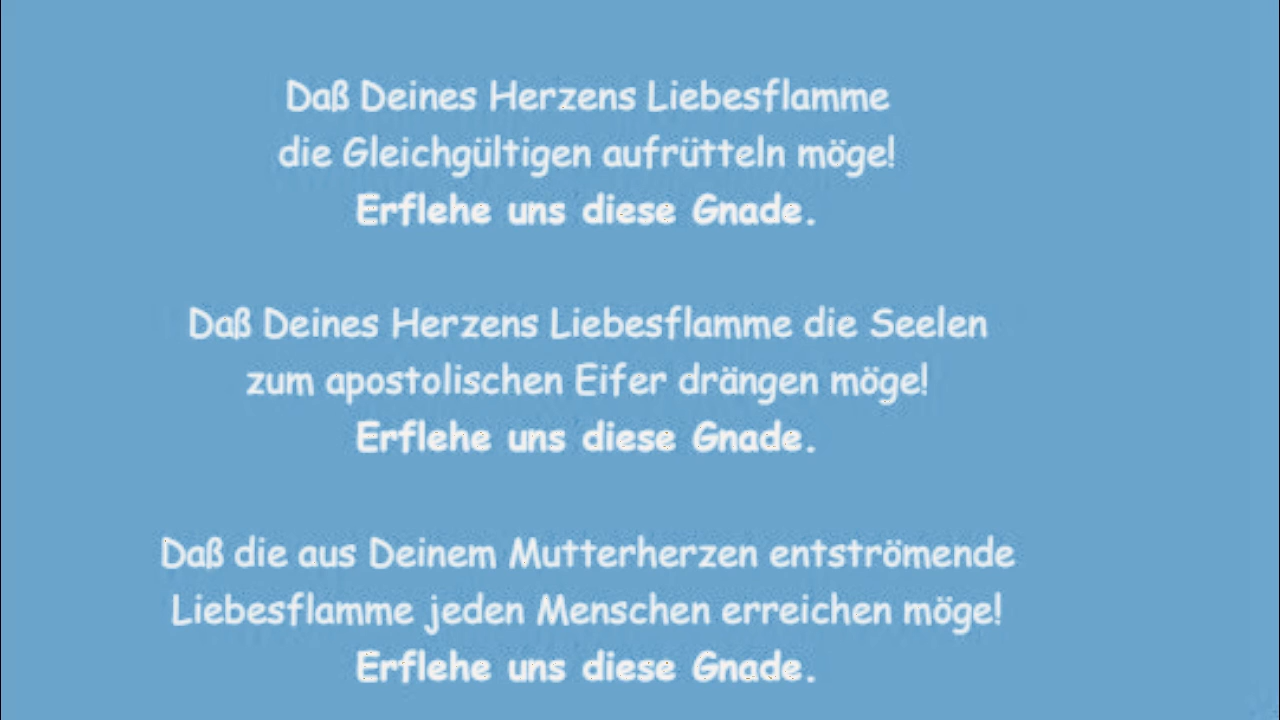 Daß Deines Herzens Liebesflamme
die Gleichgültigen aufrütteln möge!
Erflehe uns diese Gnade.
Daß Deines Herzens Liebesflamme die Seelen
zum apostolischen Eifer drängen möge!
Erflehe uns diese Gnade.
Daß die aus Deinem Mutterherzen entströmende
Liebesflamme jeden Menschen erreichen möge!
Erflehe uns diese Gnade.